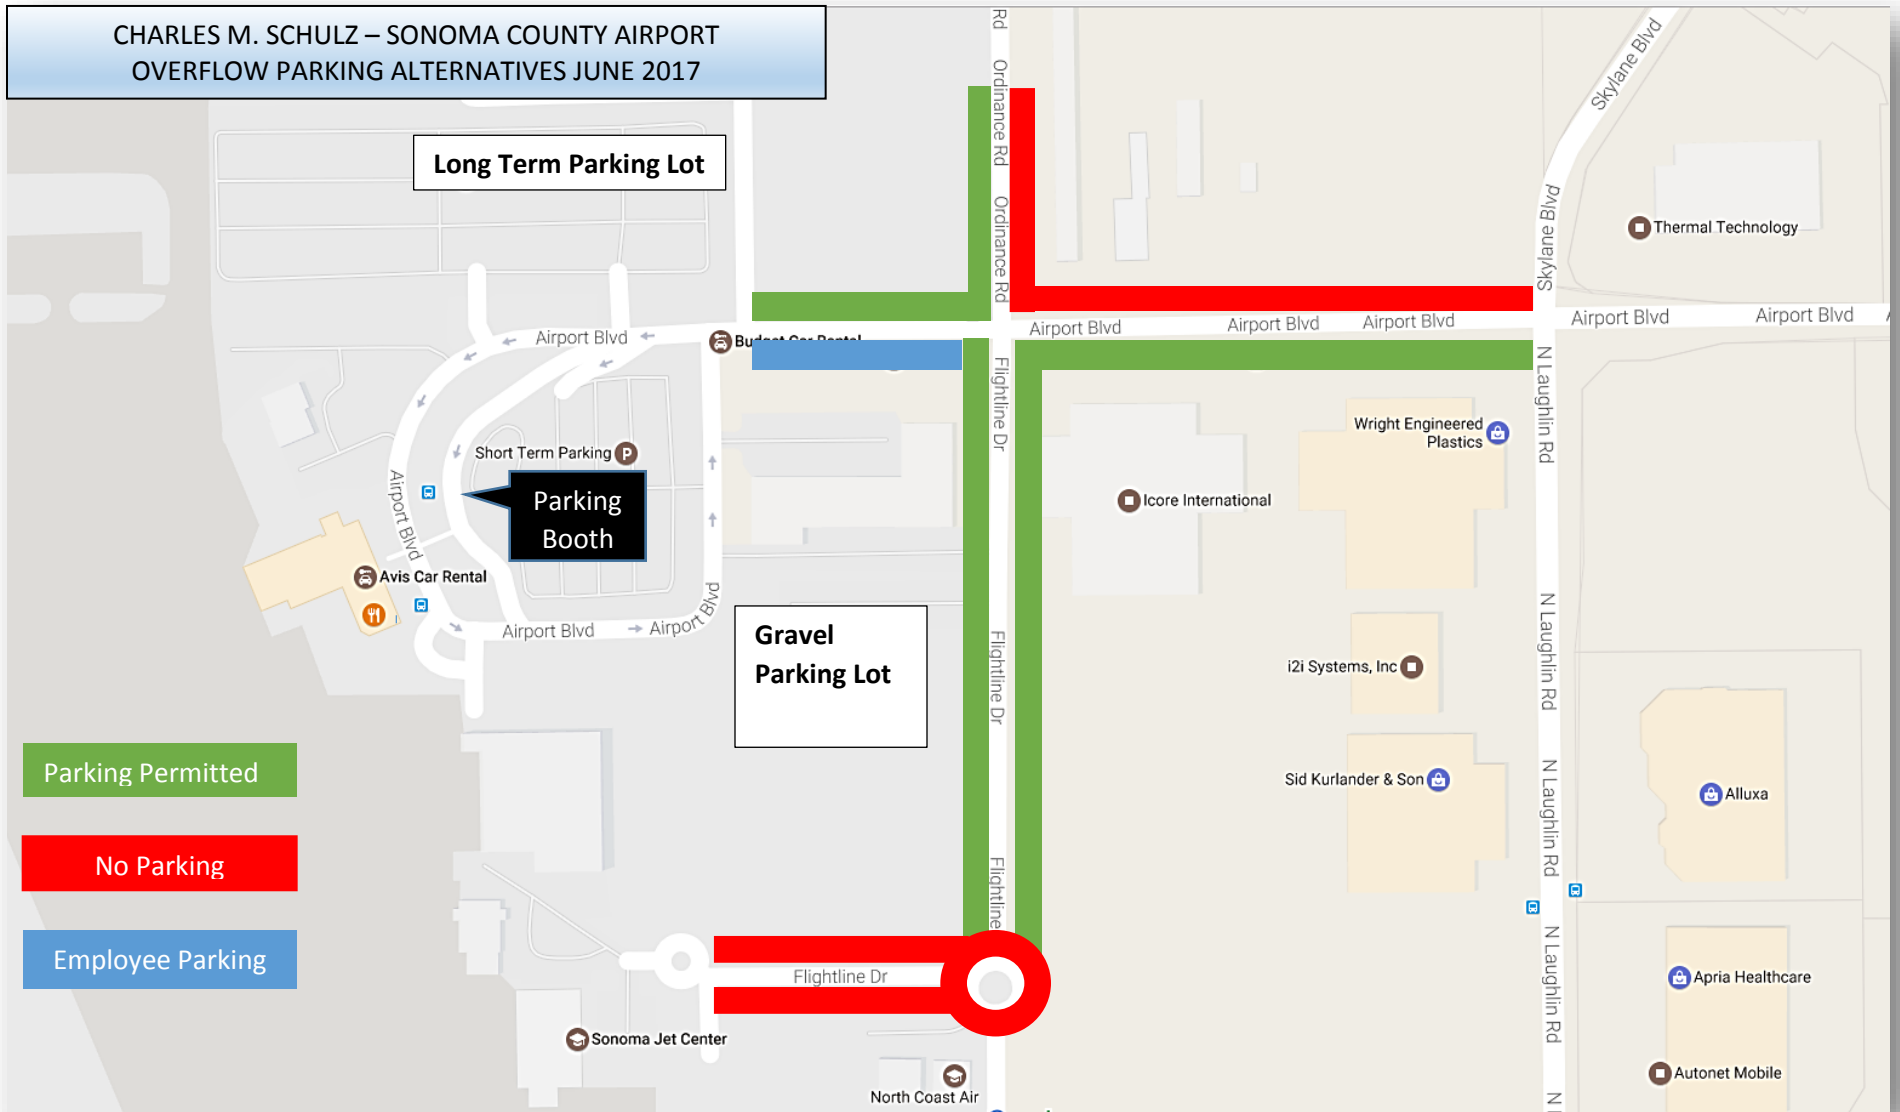 CHARLES M. SCHULZ – SONOMA COUNTY AIRPORT
OVERFLOW PARKING ALTERNATIVES JUNE 2017
Rd
Ordinance Rd
Ordinance Rd
Skylane Blvd
Skylane Blvd
Long Term Parking Lot
Thermal Technology
Airport Blvd
Budget Car Rental
Airport Blvd
Airport Blvd
Airport Blvd
Airport Blvd
Airport Blvd
Flightline Dr
N Laughlin Rd
Short Term Parking
P
Parking
Booth
Airport Blvd
Wright Engineered
Plastics
Icore International
Avis Car Rental
Airport Blvd
Airport Blvd
Gravel
Parking Lot
Flightline Dr
N Laughlin Rd
i2i Systems, Inc
Parking Permitted
Sid Kurlander & Son
N Laughlin Rd
Alluxa
No Parking
Flightline
Employee Parking
Flightline Dr
N Laughlin Rd
Apria Healthcare
Sonoma Jet Center
North Coast Air
Autonet Mobile
N